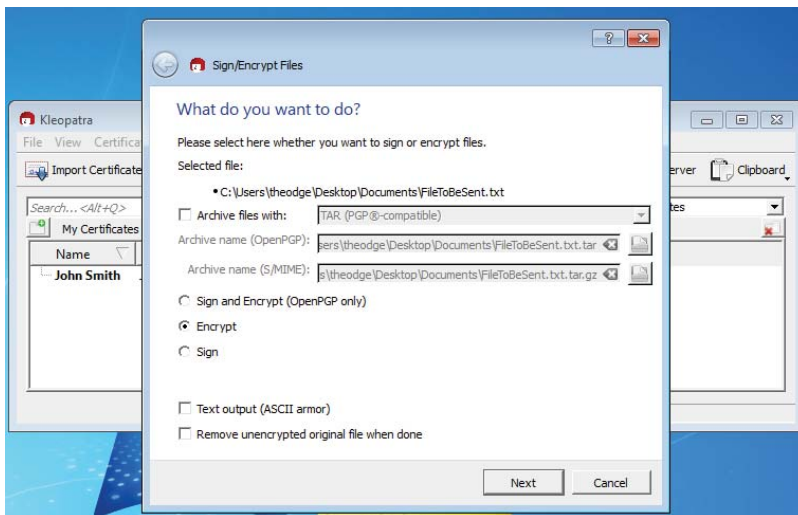 Sign/Encrypt Files
What do you want to do?
Please select here whether you want to sign or encrypt files.
Selected file:
• C:\Users\theodge\Desktop\Documents\FileToBeSent.txt
Archive files with: TAR (PGP®-compatible)
Archive name (OpenPGP): sers\theodge\Desktop\Documents\FileToBeSent.txt.tar
Archive name (S/MIME): s\theodge\Desktop\Documents\FileToBeSent.txt.tar.gz
Sign and Encrypt (OpenPGP only)
Encrypt
Sign
Text output (ASCII armor)
Remove unencrypted original file when done
Next Cancel
Kleopatra
File View Certifica
Import Certificate erver Clipboard
Search... <Alt+Q> tes
My Certificates
Name
John Smith